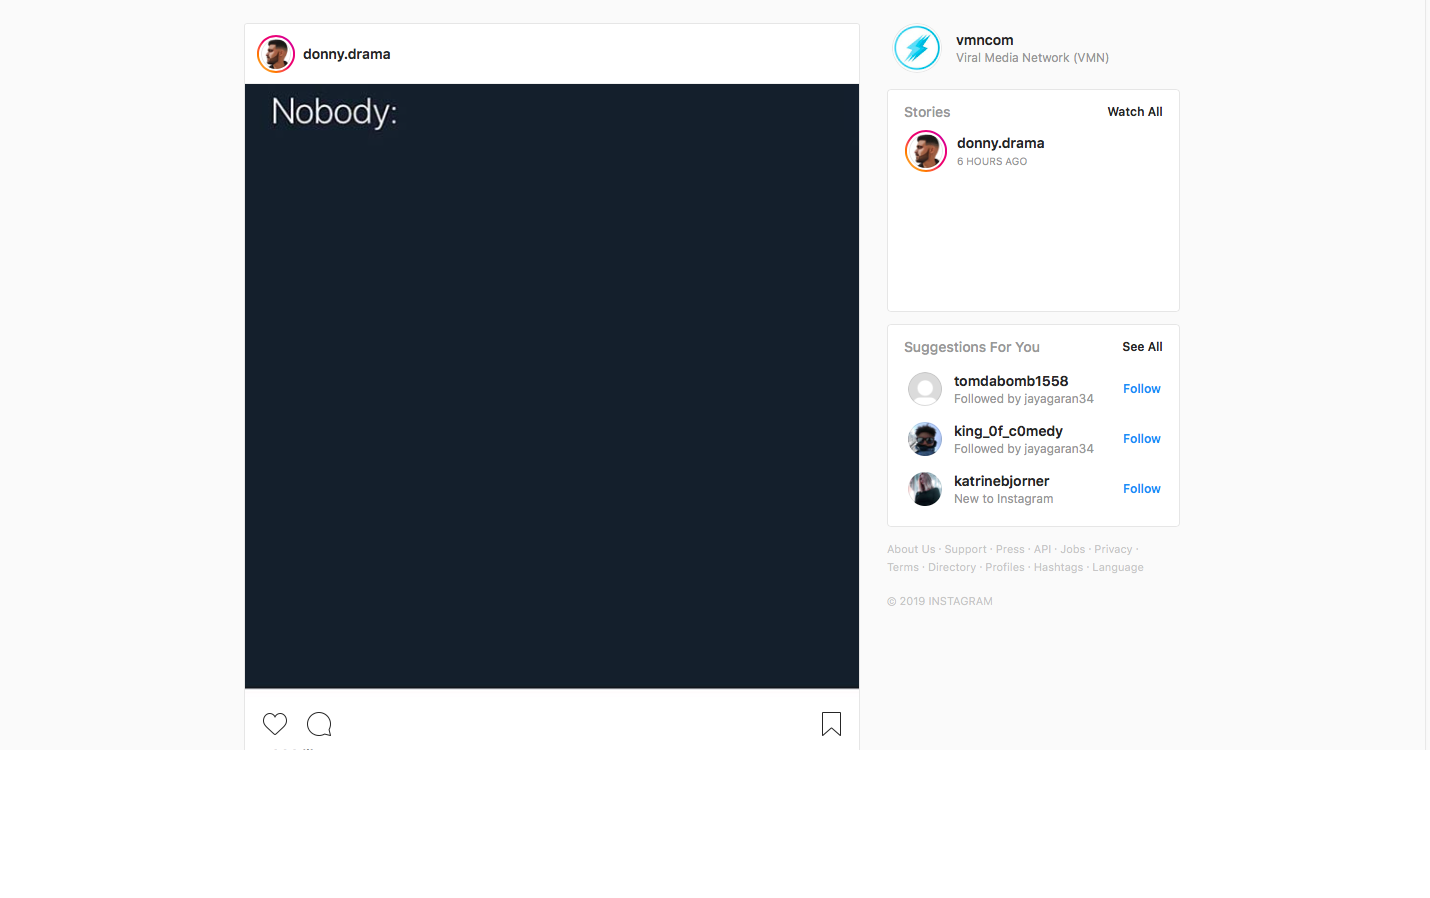 donny.drama
Nobody:
vmncom
Viral Media Network (VMN)
Stories Watch All
donny.drama
6 HOURS AGO
Suggestions For You See All
tomdabomb1558
Followed by jayagaran34
Follow
king_0f_c0medy
Followed by jayagaran34
Follow
katrinebjorner
New to Instagram
Follow
About Us · Support · Press · API · Jobs · Privacy ·
Terms · Directory · Profiles · Hashtags · Language
© 2019 INSTAGRAM